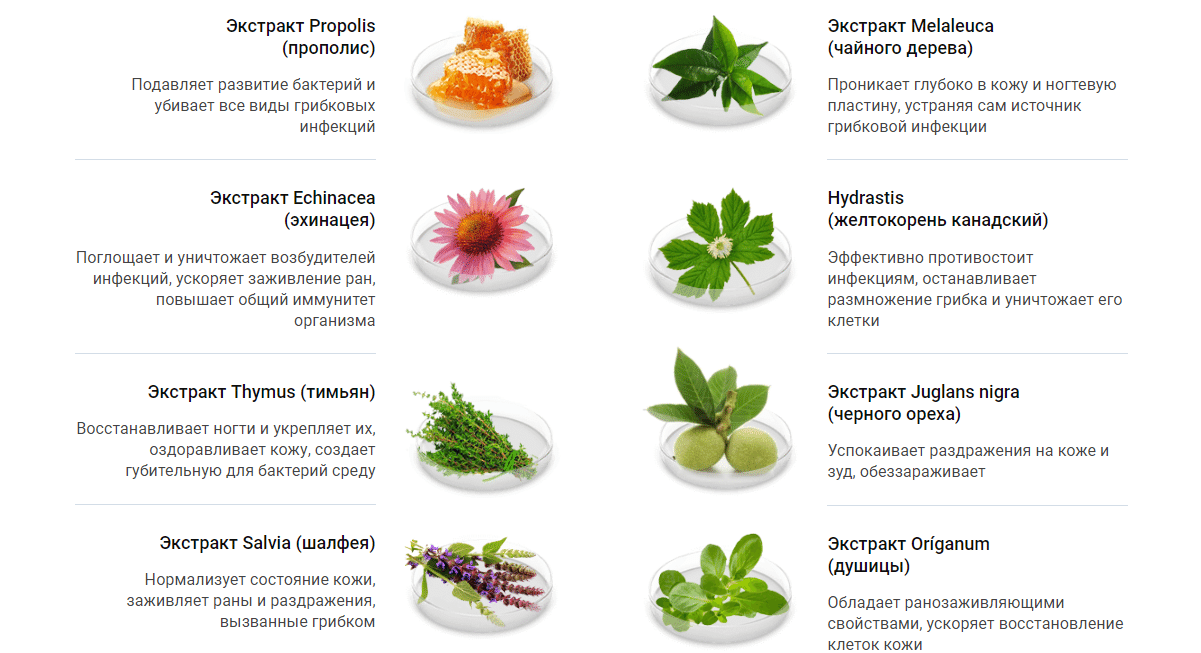 Экстракт Propolis
(прополис)
Подавляет развитие бактерий и
убивает все виды грибковых
инфекций
Экстракт Melaleuca
(чайного дерева)
Проникает глубоко в кожу и ногтевую
пластину, устраняя сам источник
грибковой инфекции
Экстракт Echinacea
(эхинацея)
Поглощает и уничтожает возбудителей
инфекций, ускоряет заживление ран,
повышает общий иммунитет
организма
Hydrastis
(желтокорень канадский)
Эффективно противостоит
инфекциям, останавливает
размножение грибка и уничтожает его
клетки
Экстракт Thymus (тимьян)
Восстанавливает ногти и укрепляет их,
оздоравливает кожу, создает
губительную для бактерий среду
Экстракт Juglans nigra
(черного ореха)
Успокаивает раздражения на коже и
зуд, обеззараживает
Экстракт Salvia (шалфея)
Нормализует состояние кожи,
заживляет раны и раздражения,
вызванные грибком
Экстракт Oríganum
(душицы)
Обладает ранозаживляющими
свойствами, ускоряет восстановление
клеток кожи